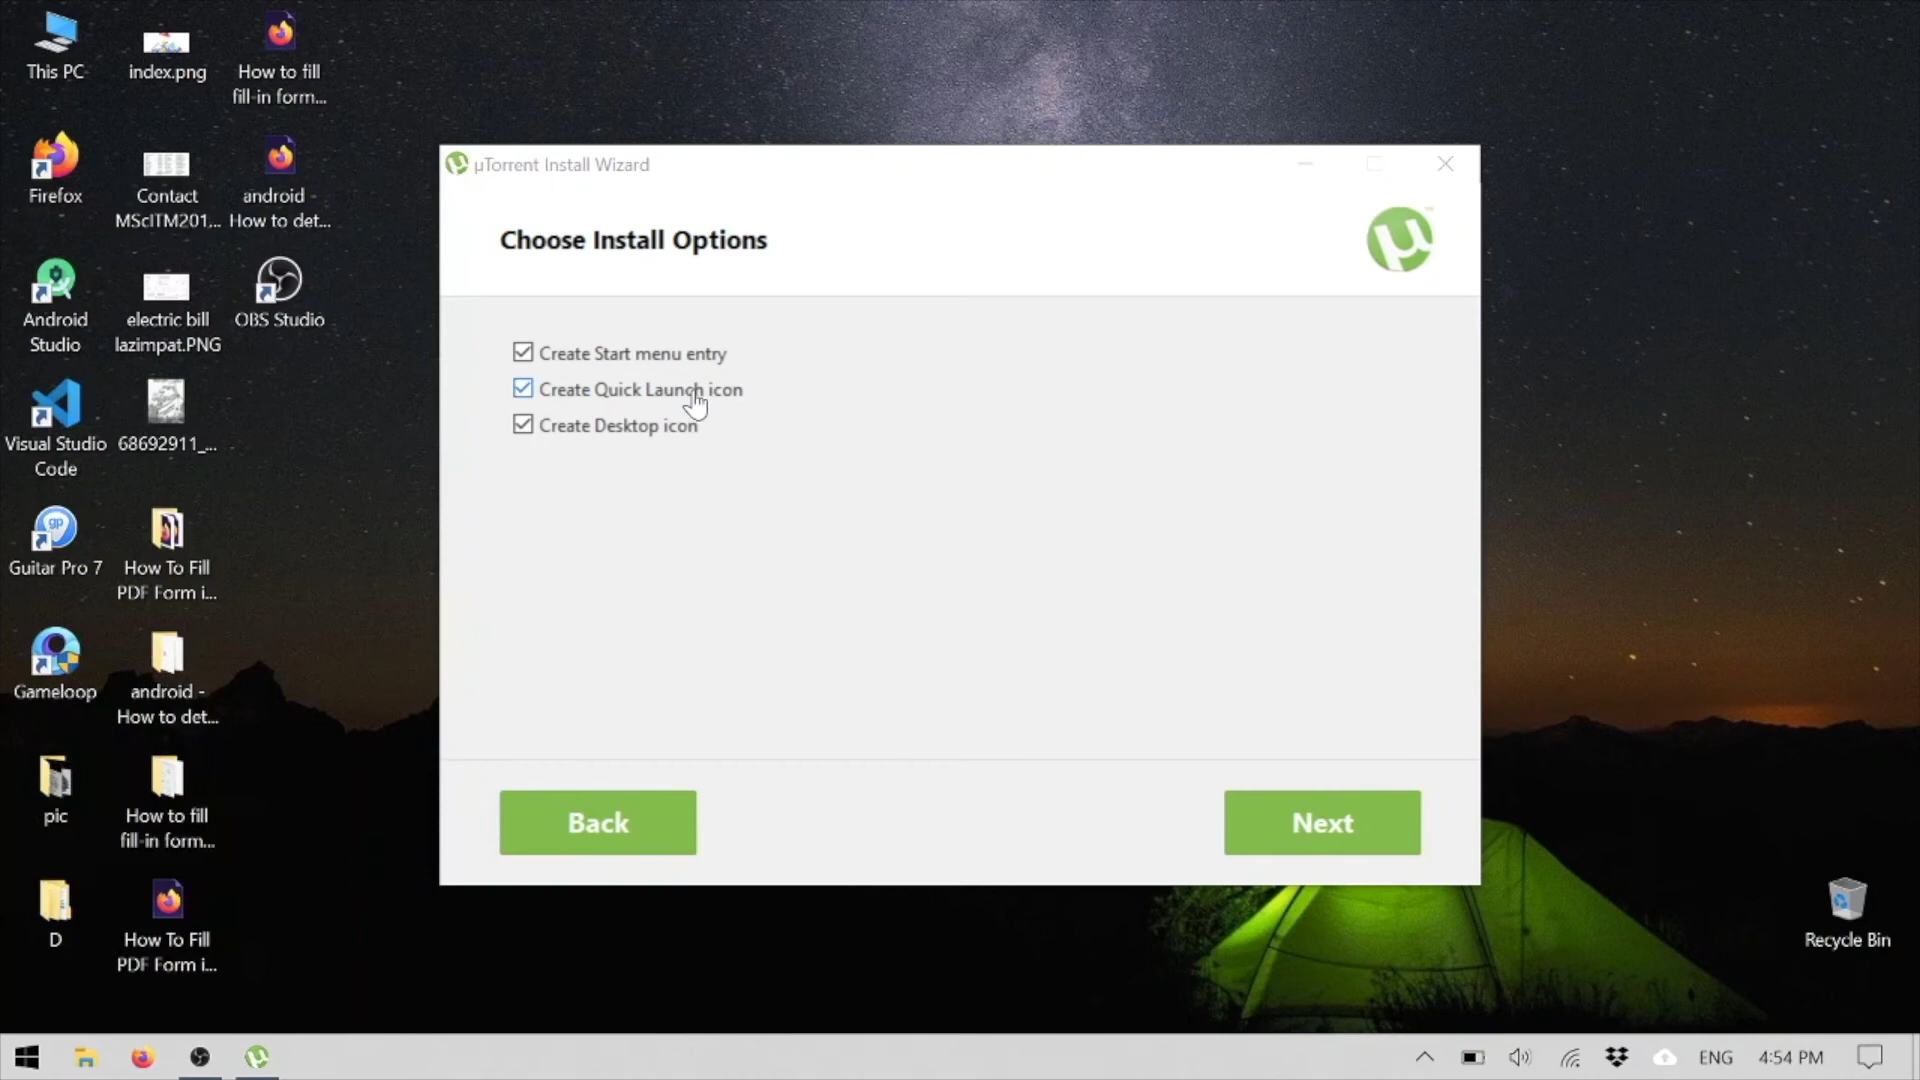 This PC
index.png
How to fill
fill-in form...
Firefox
Contact
MScITM201...
android -
How to det...
Android
Studio
electric bill
lazimpat.PNG
OBS Studio
Visual Studio
Code
68692911_...
gp
Guitar Pro 7
How To Fill
PDF Form i...
Gameloop
android -
How to det...
pic
How to fill
fill-in form...
D
How To Fill
PDF Form i...
µTorrent Install Wizard
Choose Install Options
Create Start menu entry
Create Quick Launch icon
Create Desktop icon
Back
Next
Recycle Bin
ENG
4:54 PM